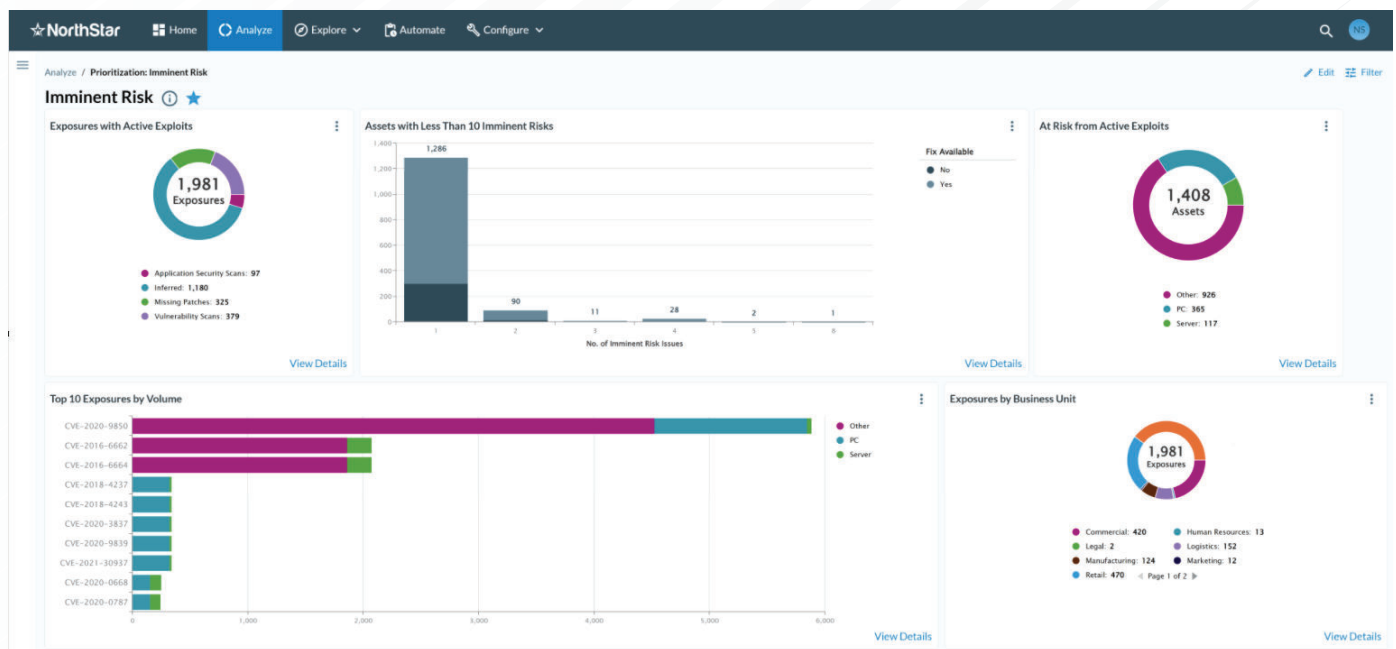 NorthStar Home Analyze Explore Automate Configure NS
Analyze / Prioritization: Imminent Risk Edit Filter
Imminent Risk
Exposures with Active Exploits
1,981
Exposures
Application Security Scans: 97
Inferred: 1,180
Missing Patches: 325
Vulnerability Scans: 379
View Details
Assets with Less Than 10 Imminent Risks
1,400
1,200
1,000
800
600
400
200
0
1,286
90
11
28
2
1
1 2 3 4 5 6
No. of Imminent Risk Issues
Fix Available
No
Yes
View Details
At Risk from Active Exploits
1,408
Assets
Other: 926
PC: 365
Server: 117
View Details
Top 10 Exposures by Volume
CVE-2020-9850
CVE-2016-6662
CVE-2016-6664
CVE-2018-4237
CVE-2018-4243
CVE-2020-3837
CVE-2020-9839
CVE-2021-30937
CVE-2020-0668
CVE-2020-0787
0 1,000 2,000 3,000 4,000 5,000 6,000
Other
PC
Server
View Details
Exposures by Business Unit
1,981
Exposures
Commercial: 420 Human Resources: 13
Legal: 2 Logistics: 152
Manufacturing: 124 Marketing: 12
Retail: 470 Page 1 of 2
View Details